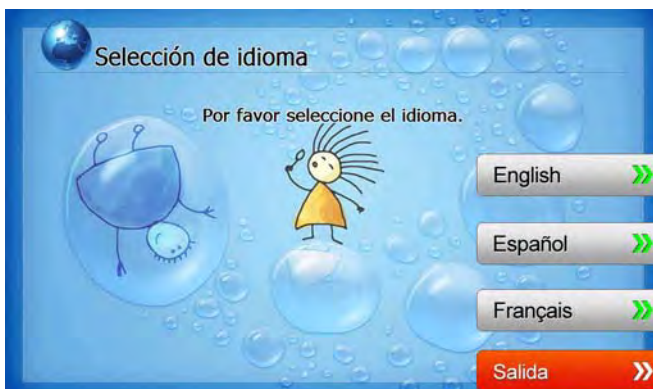 Selección de idioma
Por favor seleccione el idioma.
English
Español
Français
Salida